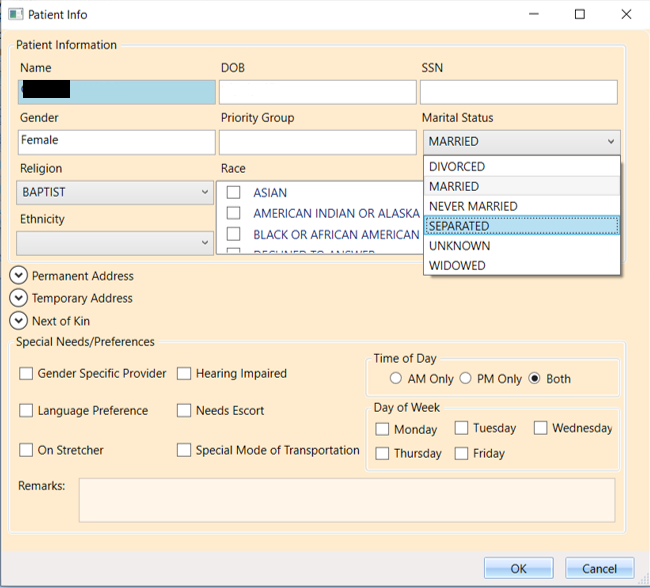 Patient Info
Patient Information
Name DOB SSN
Gender Priority Group Marital Status
Female MARRIED
Religion Race
BAPTIST
Ethnicity
ASIAN
AMERICAN INDIAN OR ALASKA
BLACK OR AFRICAN AMERICAN
DECLINED TO ANSWER
DIVORCED
MARRIED
NEVER MARRIED
SEPARATED
UNKNOWN
WIDOWED
Permanent Address
Temporary Address
Next of Kin
Special Needs/Preferences
Gender Specific Provider Hearing Impaired
Language Preference Needs Escort
On Stretcher Special Mode of Transportation
Time of Day
AM Only PM Only Both
Day of Week
Monday Tuesday Wednesday
Thursday Friday
Remarks:
OK Cancel